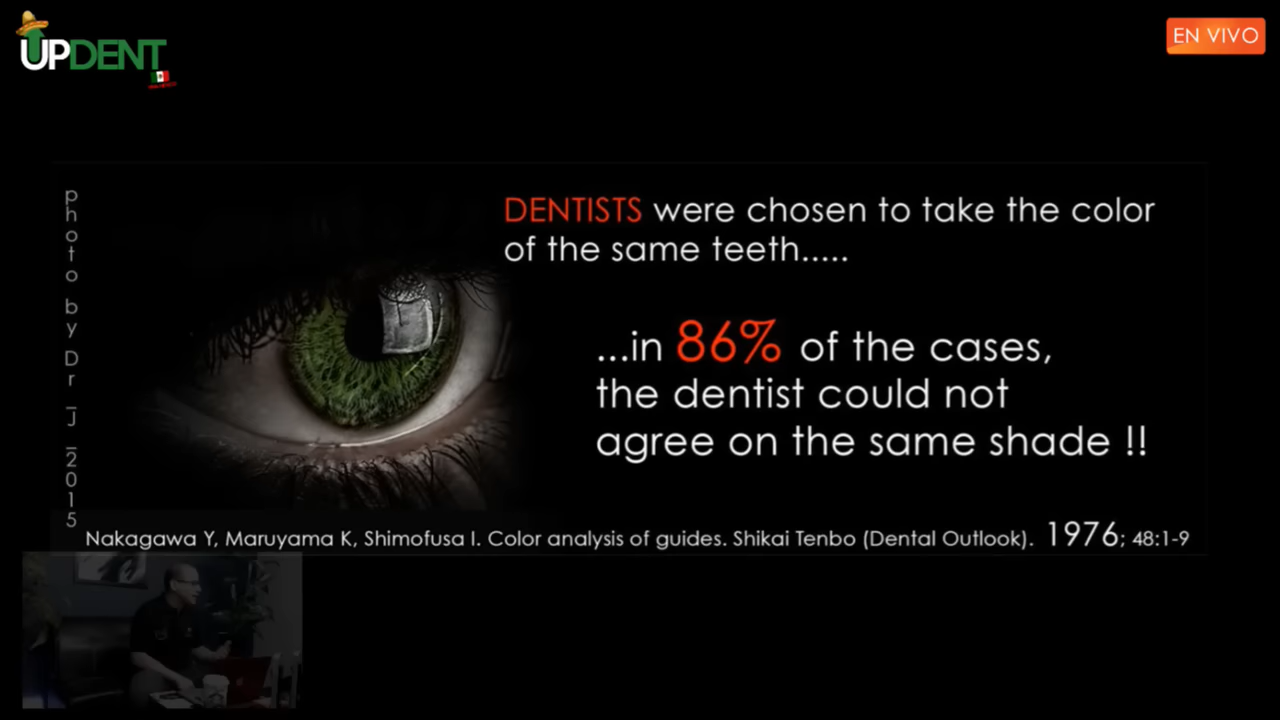 UPDENT
EN VIVO
photo by Dr_J_2015
DENTISTS were chosen to take the color
of the same teeth.....
...in 86% of the cases,
the dentist could not
agree on the same shade !!
Nakagawa Y, Maruyama K, Shimofusa I. Color analysis of guides. Shikai Tenbo (Dental Outlook). 1976; 48:1-9